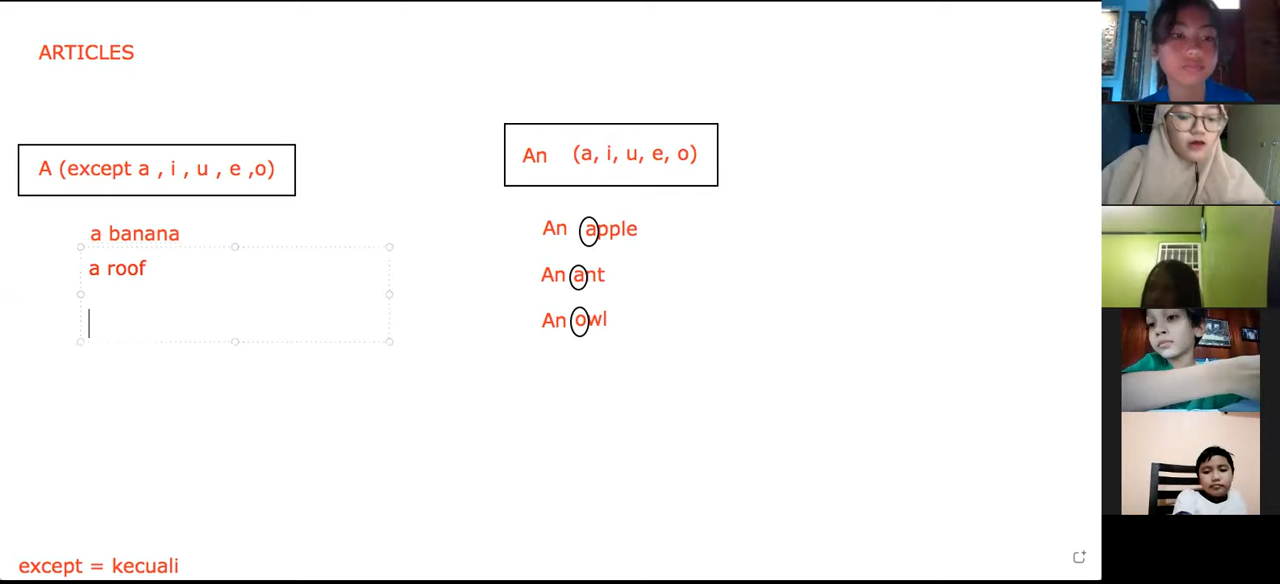 ARTICLES
A (except a , i , u , e ,o)
a banana
a roof
An (a, i, u, e, o)
An apple
An ant
An owl
except = kecuali